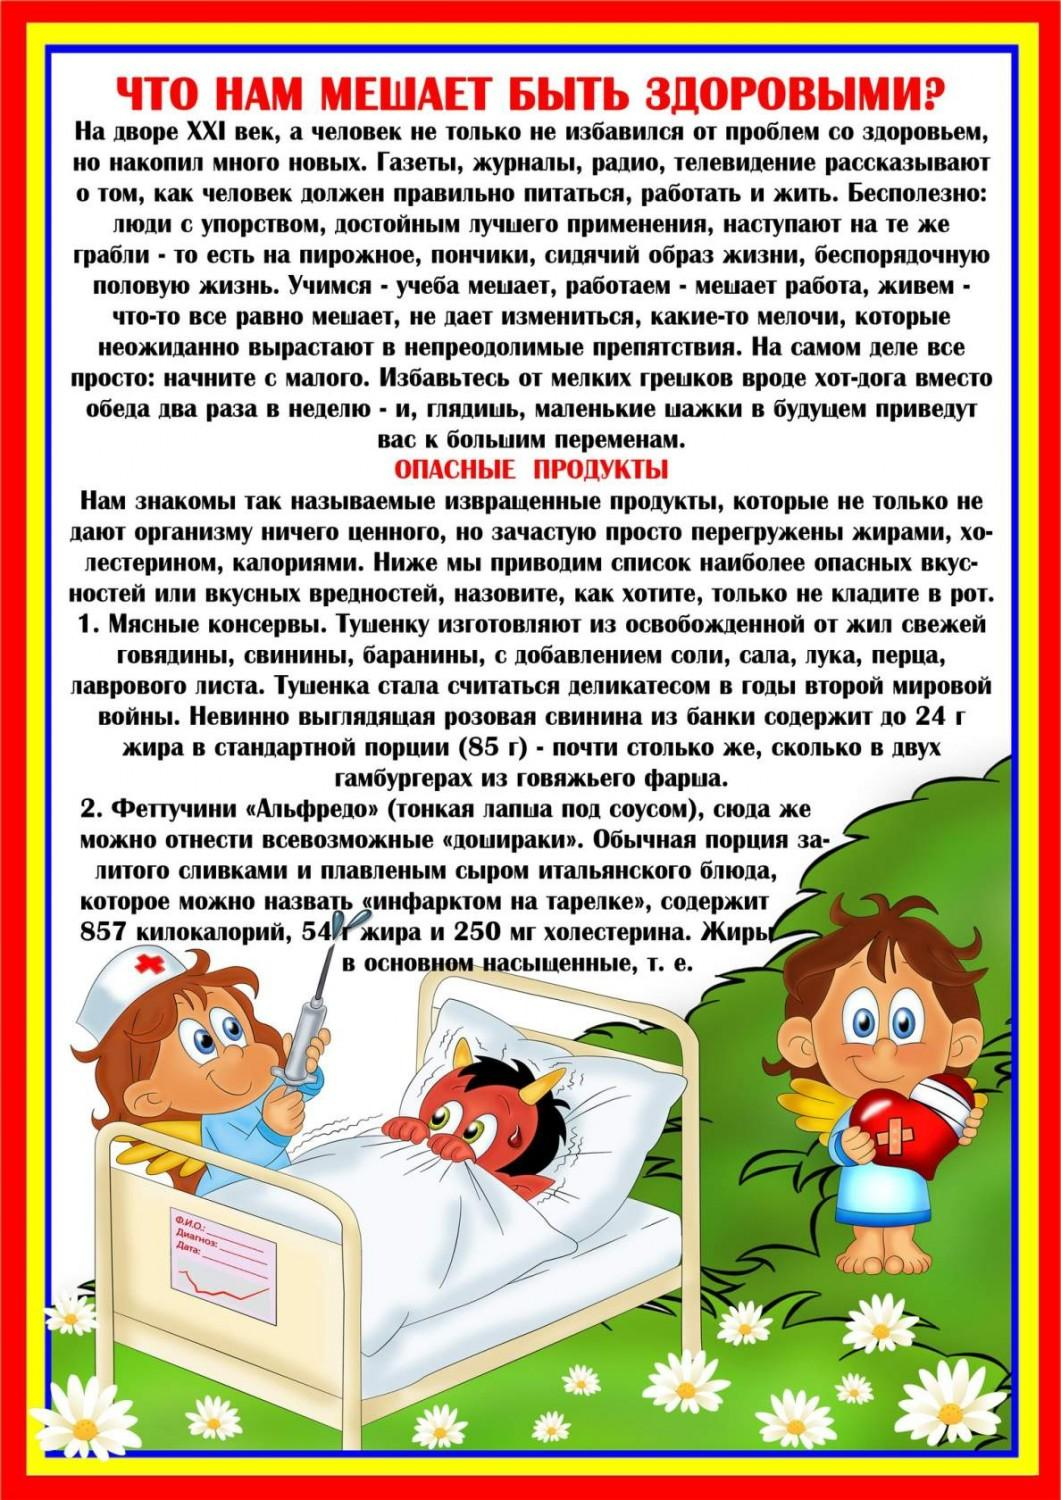 ЧТО НАМ МЕШАЕТ БЫТЬ ЗДОРОВЫМИ?
На дворе XXI век, а человек не только не избавился от проблем со здоровьем,
но накопил много новых. Газеты, журналы, радио, телевидение рассказывают
о том, как человек должен правильно питаться, работать и жить. Бесполезно:
люди с упорством, достойным лучшего применения, наступают на те же
грабли - то есть на пирожное, пончики, сидячий образ жизни, беспорядочную
половую жизнь. Учимся - учеба мешает, работаем - мешает работа, живем -
что-то все равно мешает, не дает измениться, какие-то мелочи, которые
неожиданно вырастают в непреодолимые препятствия. На самом деле все
просто: начните с малого. Избавьтесь от мелких грешков вроде хот-дога вместо
обеда два раза в неделю - и, глядишь, маленькие шажки в будущем приведут
вас к большим переменам.
ОПАСНЫЕ ПРОДУКТЫ
Нам знакомы так называемые извращенные продукты, которые не только не
дают организму ничего ценного, но зачастую просто перегружены жирами, хо-
лестерином, калориями. Ниже мы приводим список наиболее опасных вкус-
ностей или вкусных вредностей, назовите, как хотите, только не кладите в рот.
1. Мясные консервы. Тушенку изготовляют из освобожденной от жил свежей
говядины, свинины, баранины, с добавлением соли, сала, лука, перца,
лаврового листа. Тушенка стала считаться деликатесом в годы второй мировой
войны. Невинно выглядящая розовая свинина из банки содержит до 24 г
жира в стандартной порции (85 г) - почти столько же, сколько в двух
гамбургерах из говяжьего фарша.
2. Феттучини «Альфредо» (тонкая лапша под соусом), сюда же
можно отнести всевозможные «дошираки». Обычная порция за-
литого сливками и плавленым сыром итальянского блюда,
которое можно назвать «инфарктом на тарелке», содержит
857 килокалорий, 54 г жира и 250 мг холестерина. Жиры
в основном насыщенные, т. е.
Ф.И.О.:
Диагноз:
Дата: